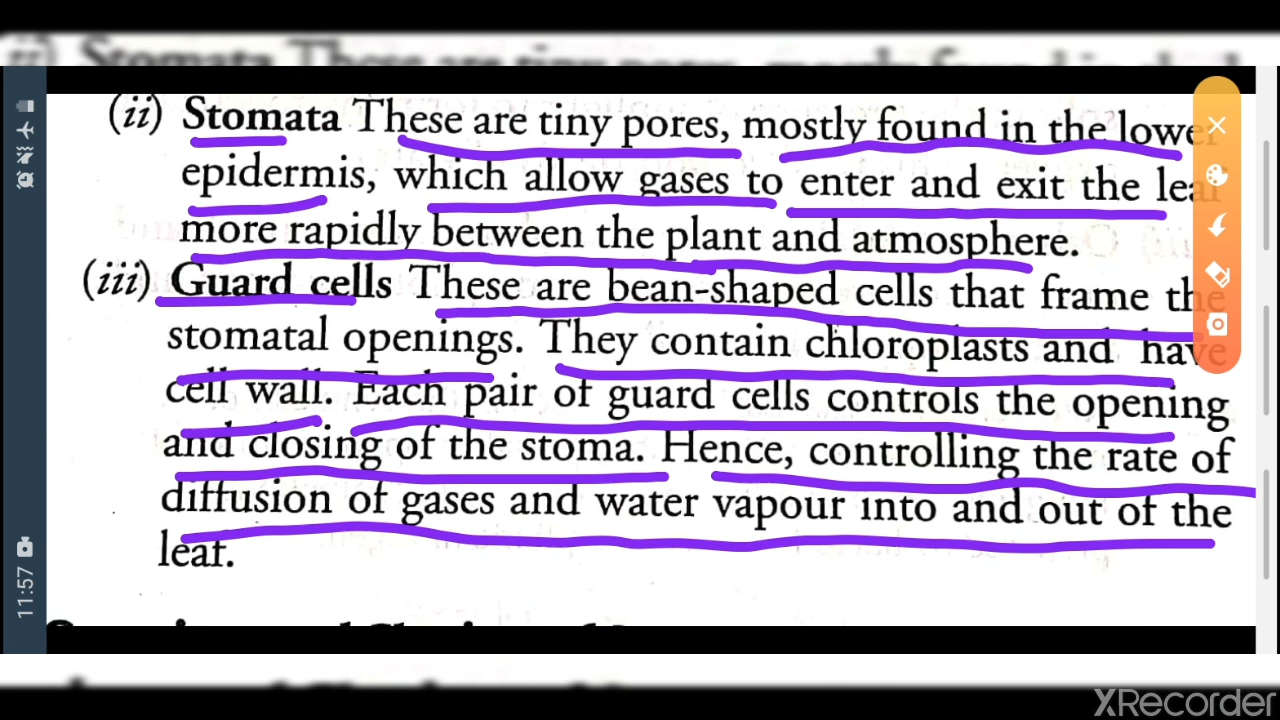 (ii) Stomata These are tiny pores, mostly found in the lower
epidermis, which allow gases to enter and exit the leaf
more rapidly between the plant and atmosphere.
(iii) Guard cells These are bean-shaped cells that frame the
stomatal openings. They contain chloroplasts and have
cell wall. Each pair of guard cells controls the opening
and closing of the stoma. Hence, controlling the rate of
diffusion of gases and water vapour into and out of the
leaf.
11:57
XRecorder